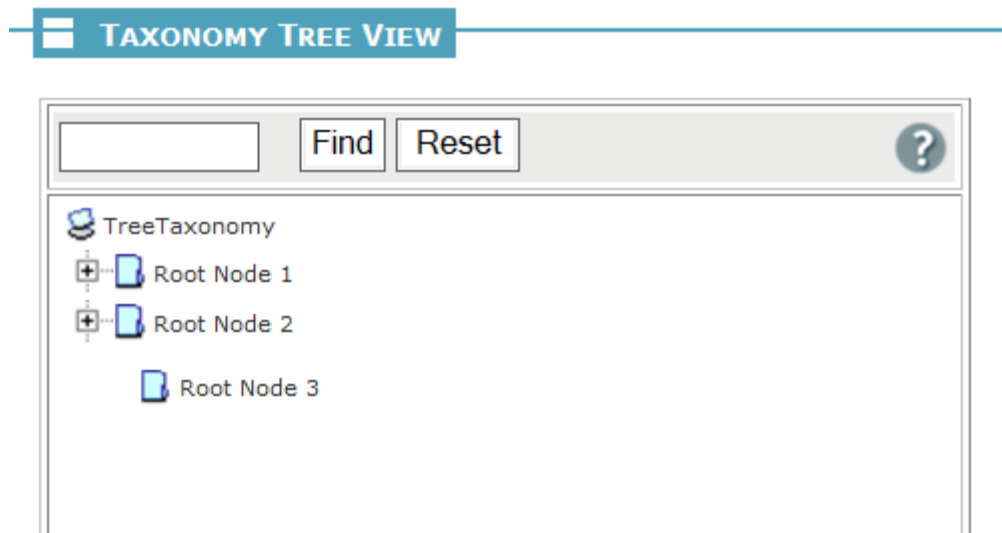 TAXONOMY TREE VIEW
Find Reset ?
TreeTaxonomy
Root Node 1
Root Node 2
Root Node 3